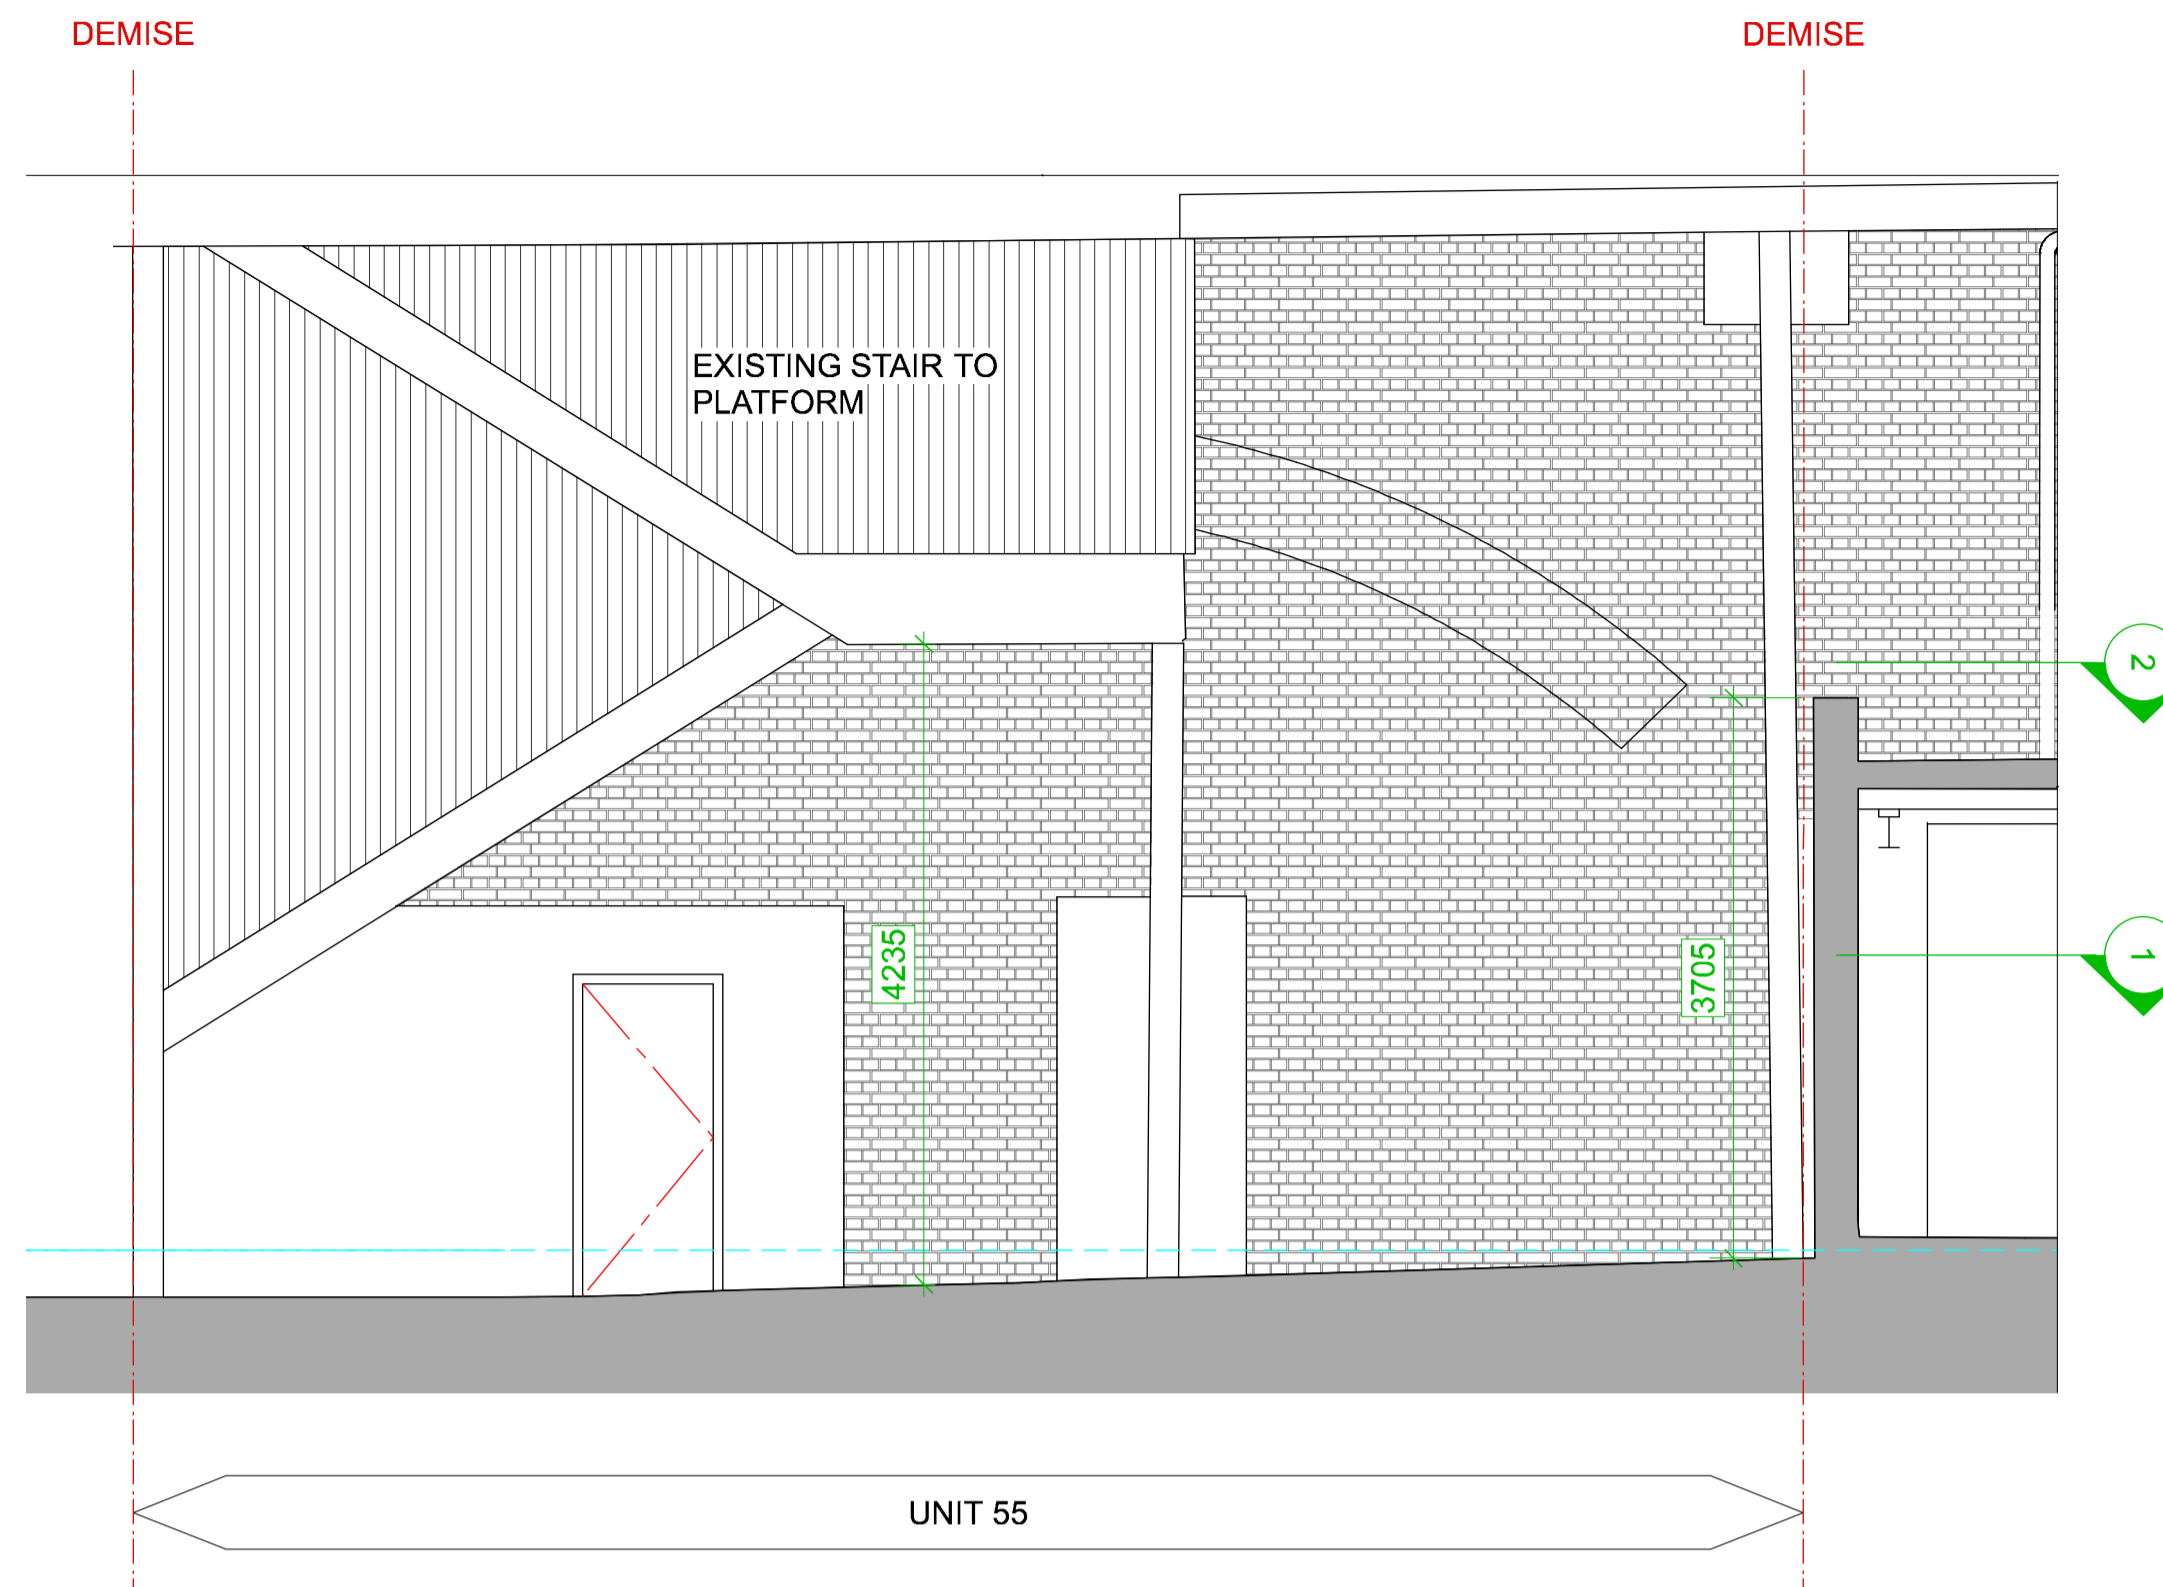 DEMISE
DEMISE
EXISTING STAIR TO
PLATFORM
2
4235
3705
1
UNIT 55